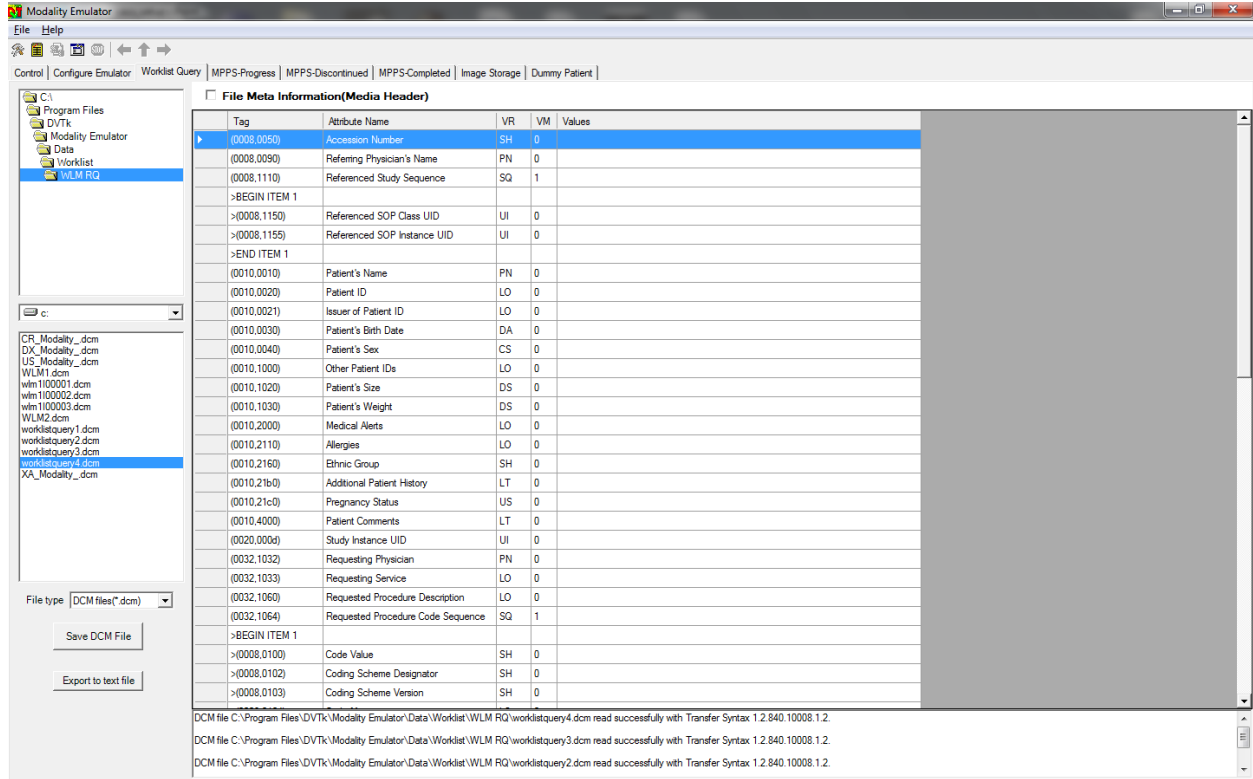 Modality Emulator
File Help
Control Configure Emulator Worklist Query MPPS-Progress MPPS-Discontinued MPPS-Completed Image Storage Dummy Patient
C:\
Program Files
DVTk
Modality Emulator
Data
Worklist
WLM RQ
c:
CR_Modality_.dcm
DX_Modality_.dcm
US_Modality_.dcm
WLM1.dcm
wlm1I00001.dcm
wlm1I00002.dcm
wlm1I00003.dcm
WLM2.dcm
worklistquery1.dcm
worklistquery2.dcm
worklistquery3.dcm
worklistquery4.dcm
XA_Modality_.dcm
File type DCM files(*.dcm)
Save DCM File
Export to text file
File Meta Information(Media Header)
Tag Attribute Name VR VM Values
(0008,0050) Accession Number SH 0
(0008,0090) Referring Physician's Name PN 0
(0008,1110) Referenced Study Sequence SQ 1
>BEGIN ITEM 1
>(0008,1150) Referenced SOP Class UID UI 0
>(0008,1155) Referenced SOP Instance UID UI 0
>END ITEM 1
(0010,0010) Patient's Name PN 0
(0010,0020) Patient ID LO 0
(0010,0021) Issuer of Patient ID LO 0
(0010,0030) Patient's Birth Date DA 0
(0010,0040) Patient's Sex CS 0
(0010,1000) Other Patient IDs LO 0
(0010,1020) Patient's Size DS 0
(0010,1030) Patient's Weight DS 0
(0010,2000) Medical Alerts LO 0
(0010,2110) Allergies LO 0
(0010,2160) Ethnic Group SH 0
(0010,21b0) Additional Patient History LT 0
(0010,21c0) Pregnancy Status US 0
(0010,4000) Patient Comments LT 0
(0020,000d) Study Instance UID UI 0
(0032,1032) Requesting Physician PN 0
(0032,1033) Requesting Service LO 0
(0032,1060) Requested Procedure Description LO 0
(0032,1064) Requested Procedure Code Sequence SQ 1
>BEGIN ITEM 1
>(0008,0100) Code Value SH 0
>(0008,0102) Coding Scheme Designator SH 0
>(0008,0103) Coding Scheme Version SH 0
DCM file C:\Program Files\DVTk\Modality Emulator\Data\Worklist\WLM RQ\worklistquery4.dcm read successfully with Transfer Syntax 1.2.840.10008.1.2.
DCM file C:\Program Files\DVTk\Modality Emulator\Data\Worklist\WLM RQ\worklistquery3.dcm read successfully with Transfer Syntax 1.2.840.10008.1.2.
DCM file C:\Program Files\DVTk\Modality Emulator\Data\Worklist\WLM RQ\worklistquery2.dcm read successfully with Transfer Syntax 1.2.840.10008.1.2.